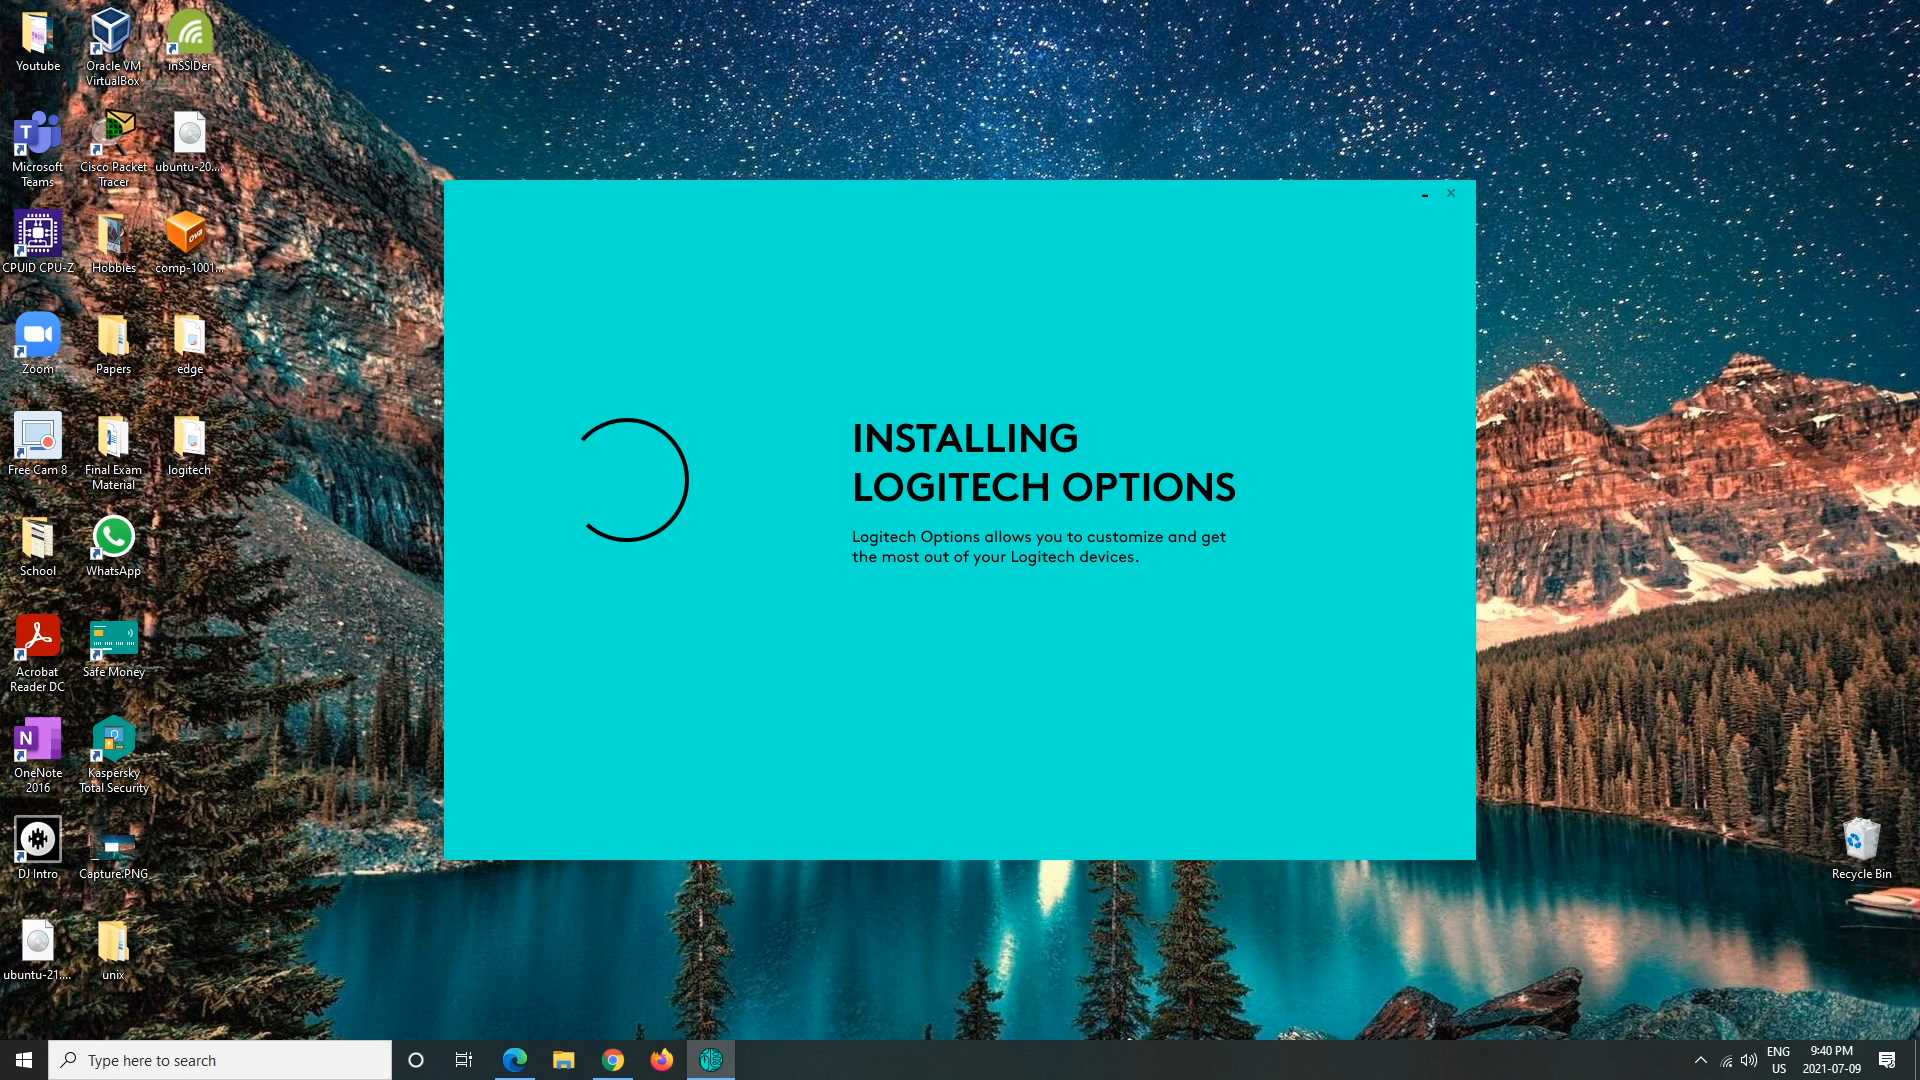 Youtube
Oracle VM
VirtualBox
inSSIDer
Microsoft
Teams
Cisco Packet
Tracer
ubuntu-20....
CPUID CPU-Z
Hobbies
ova
comp-1001...
Zoom
Papers
edge
Free Cam 8
Final Exam
Material
logitech
School
WhatsApp
Acrobat
Reader DC
Safe Money
N
OneNote
2016
Kaspersky
Total Security
DJ Intro
Capture.PNG
ubuntu-21....
unix
T
INSTALLING
LOGITECH OPTIONS
Logitech Options allows you to customize and get
the most out of your Logitech devices.
Recycle Bin
Type here to search
ENG
US
9:40 PM
2021-07-09